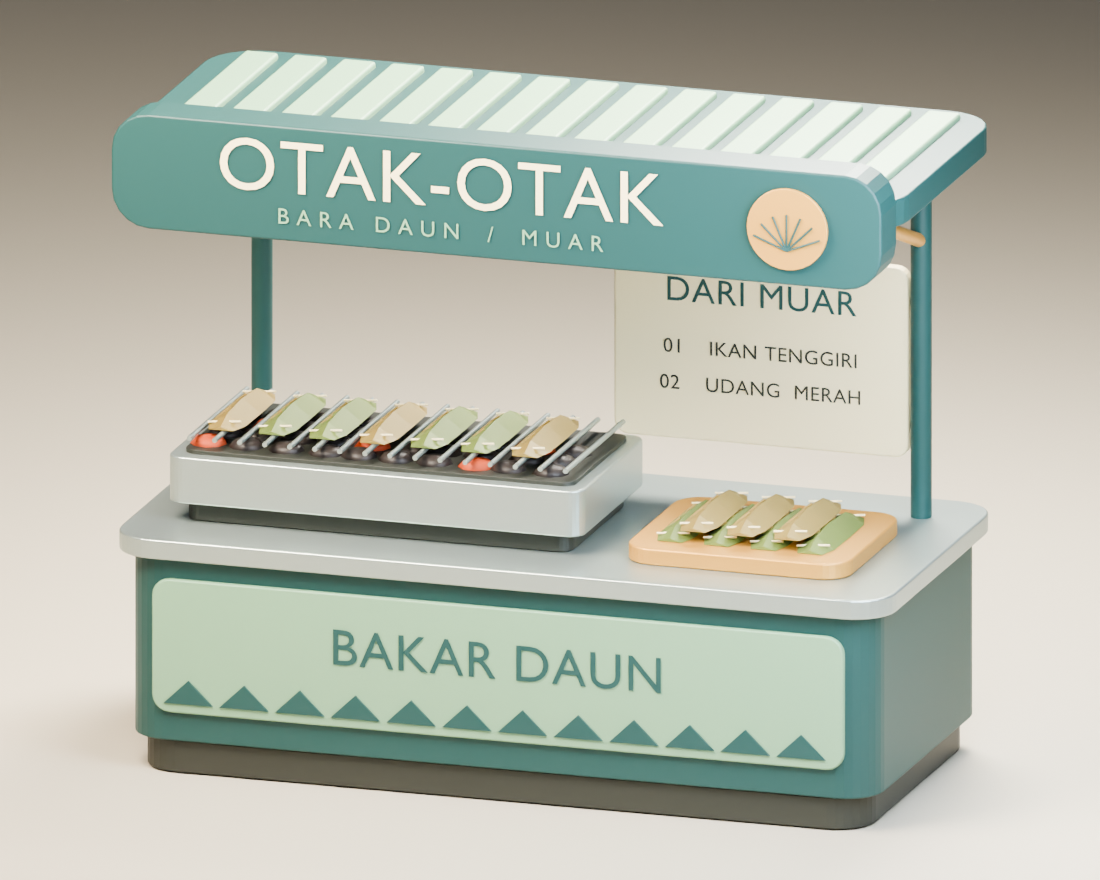 OTAK-OTAK
BARA DAUN / MUAR
DARI MUAR
01 IKAN TENGGIRI
02 UDANG MERAH
BAKAR DAUN